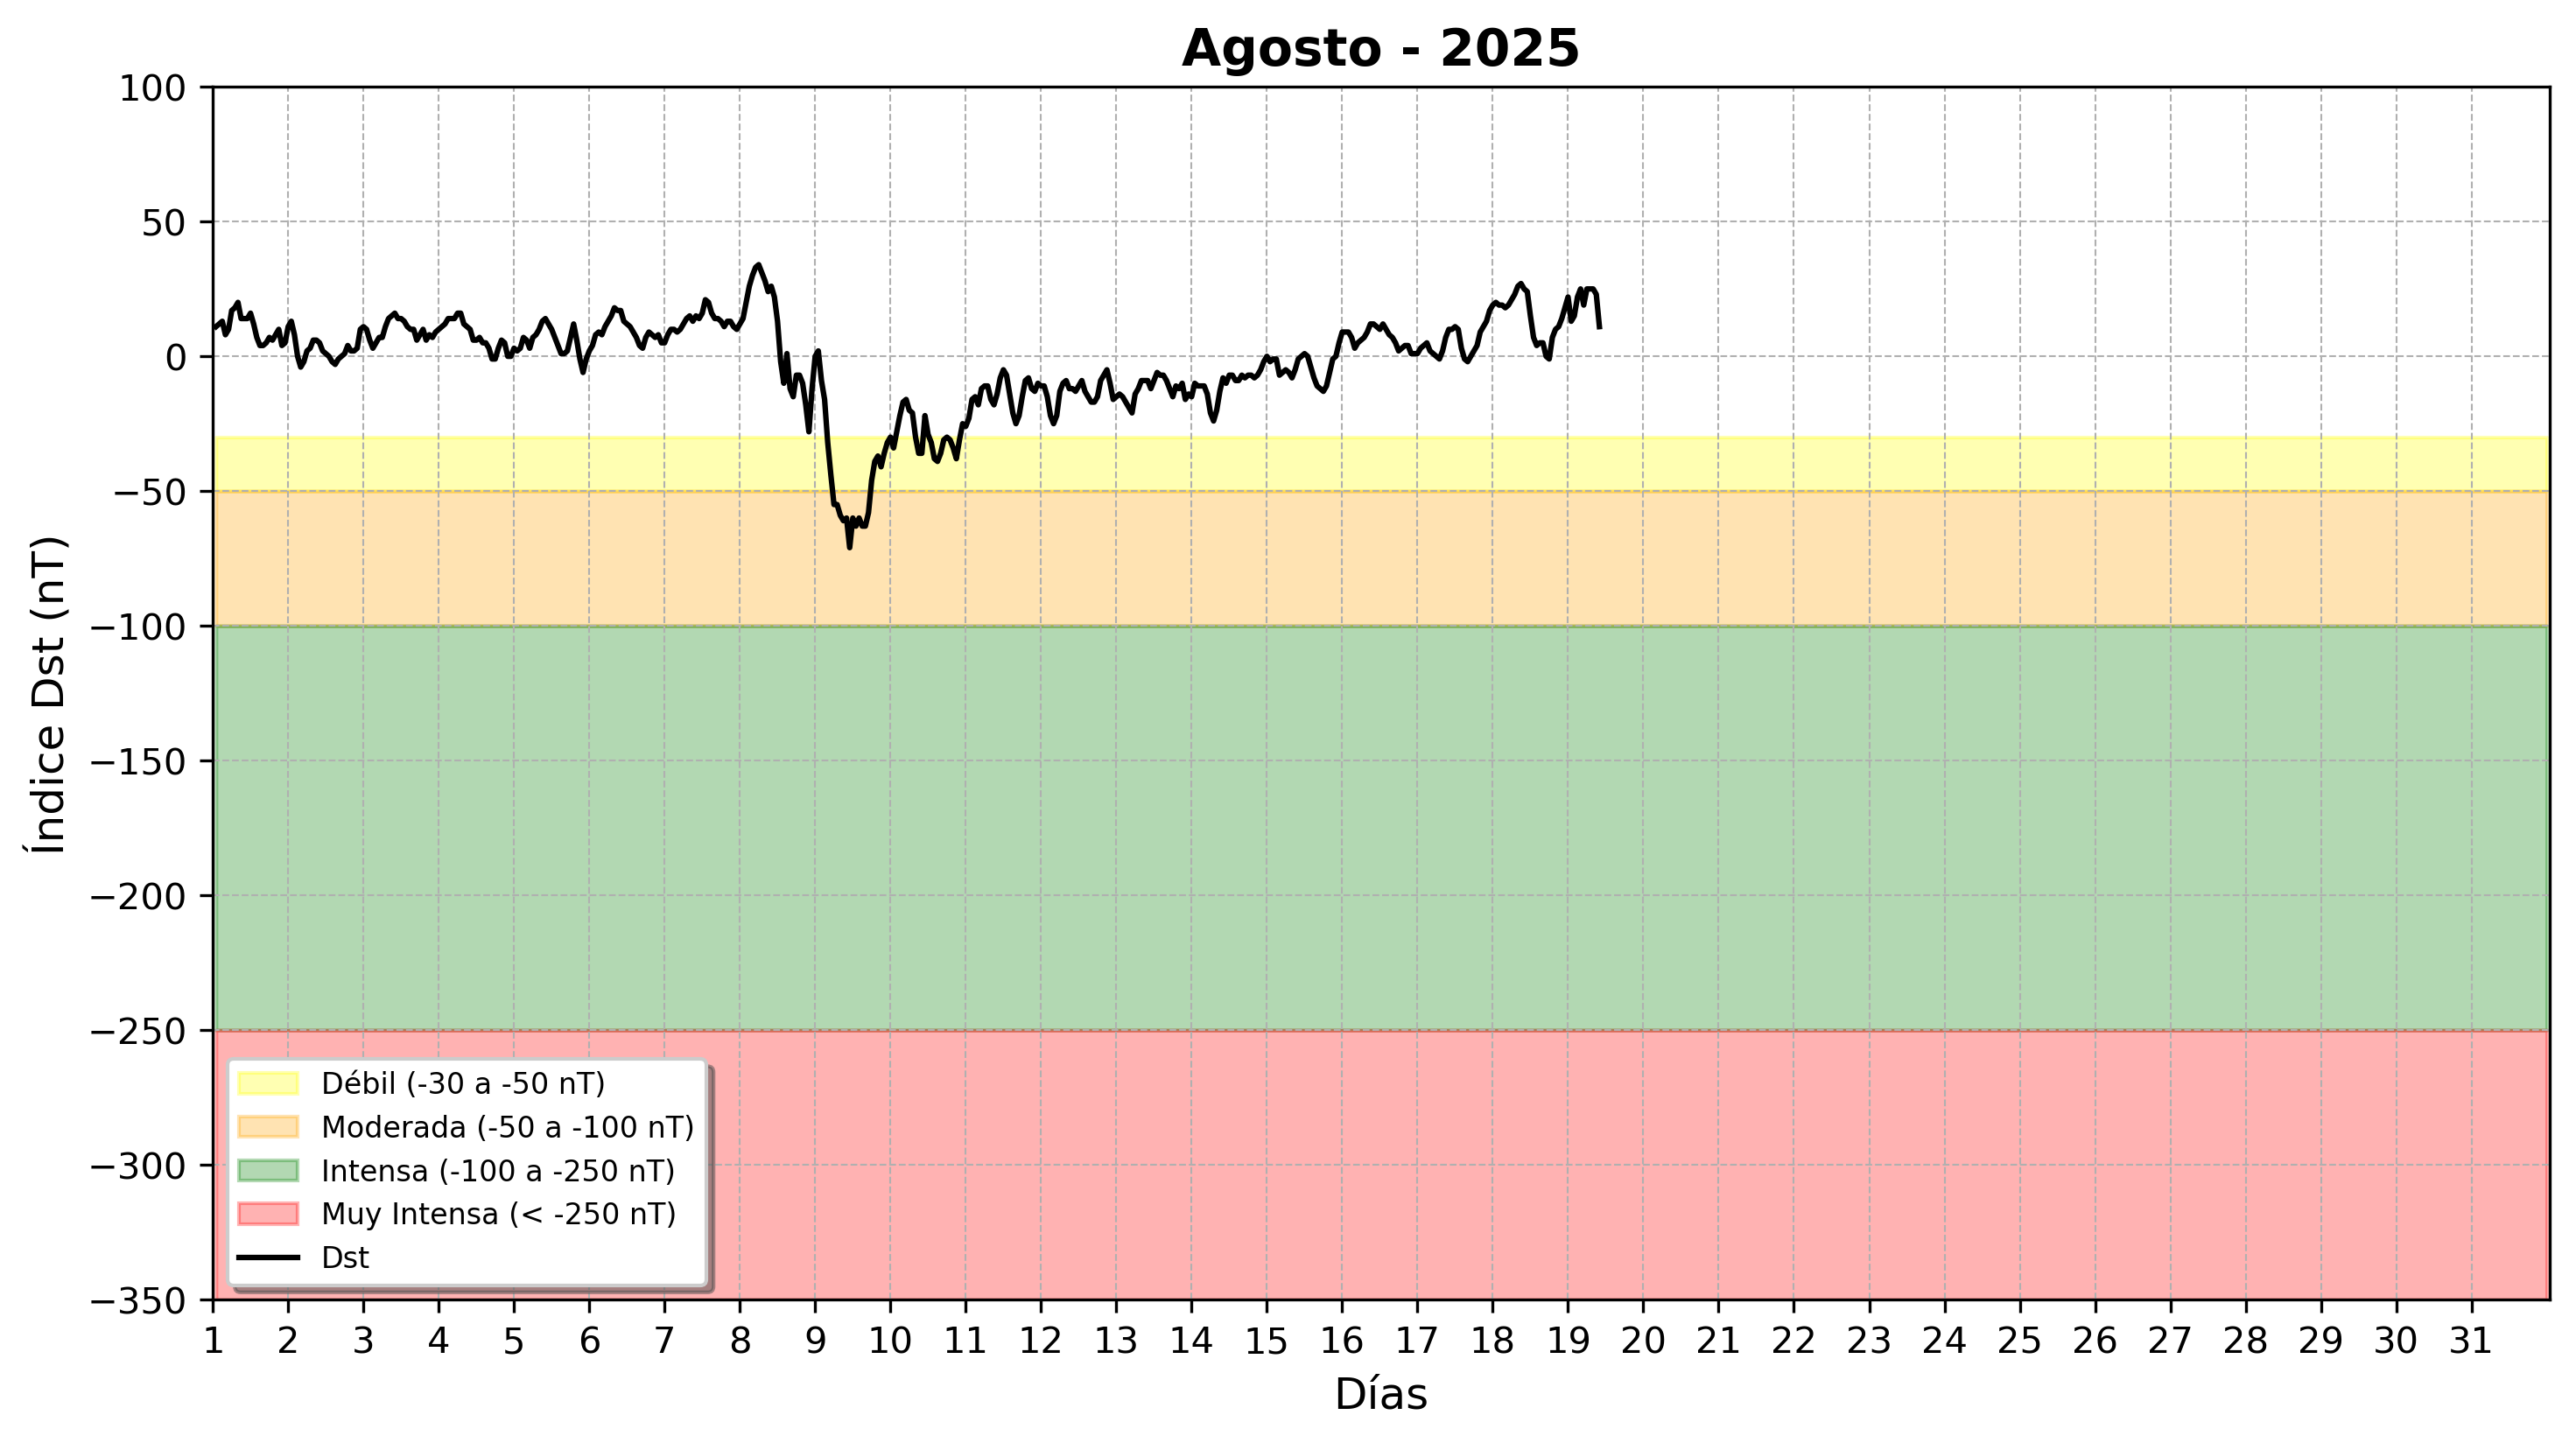 Agosto - 2025
100
50
0
−50
−100
−150
−200
−250
−300
−350
Índice Dst (nT)
Débil (-30 a -50 nT)
Moderada (-50 a -100 nT)
Intensa (-100 a -250 nT)
Muy Intensa (< -250 nT)
Dst
1 2 3 4 5 6 7 8 9 10 11 12 13 14 15 16 17 18 19 20 21 22 23 24 25 26 27 28 29 30 31
Días